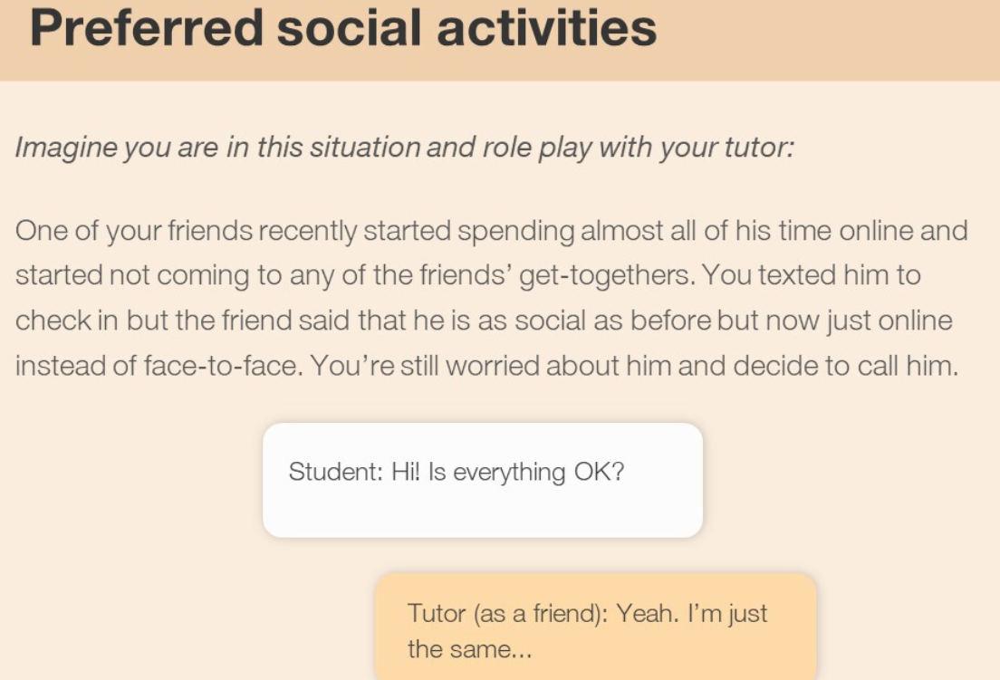 Preferred social activities
Imagine you are in this situation and role play with your tutor:
One of your friends recently started spending almost all of his time online and
started not coming to any of the friends’ get-togethers. You texted him to
check in but the friend said that he is as social as before but now just online
instead of face-to-face. You’re still worried about him and decide to call him.
Student: Hi! Is everything OK?
Tutor (as a friend): Yeah. I’m just
the same...